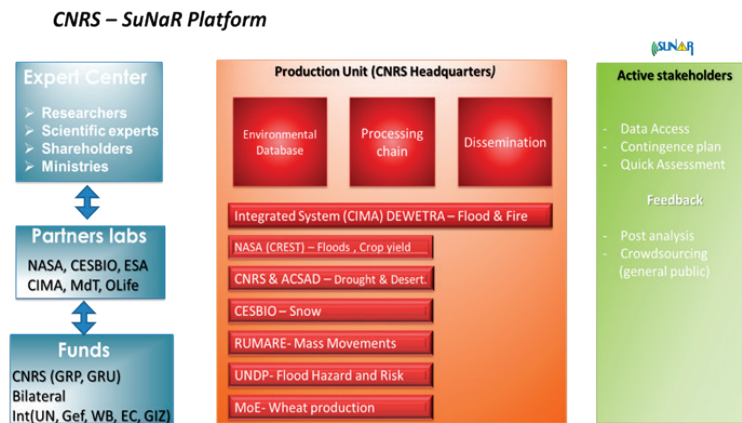 CNRS – SuNaR Platform
Expert Center
Researchers
Scientific experts
Shareholders
Ministries
Partners labs
NASA, CESBIO, ESA
CIMA, MdT, OLife
Funds
CNRS (GRP, GRU)
Bilateral
Int(UN, Gef, WB, EC, GIZ)
Production Unit (CNRS Headquarters)
Environmental
Database
Processing
chain
Dissemination
Integrated System (CIMA) DEWETRA – Flood & Fire
NASA (CREST) – Floods , Crop yield
CNRS & ACSAD – Drought & Desert.
CESBIO – Snow
RUMARE- Mass Movements
UNDP- Flood Hazard and Risk
MoE- Wheat production
SUNAR
Active stakeholders
- Data Access
- Contingence plan
- Quick Assessment
Feedback
- Post analysis
- Crowdsourcing
(general public)